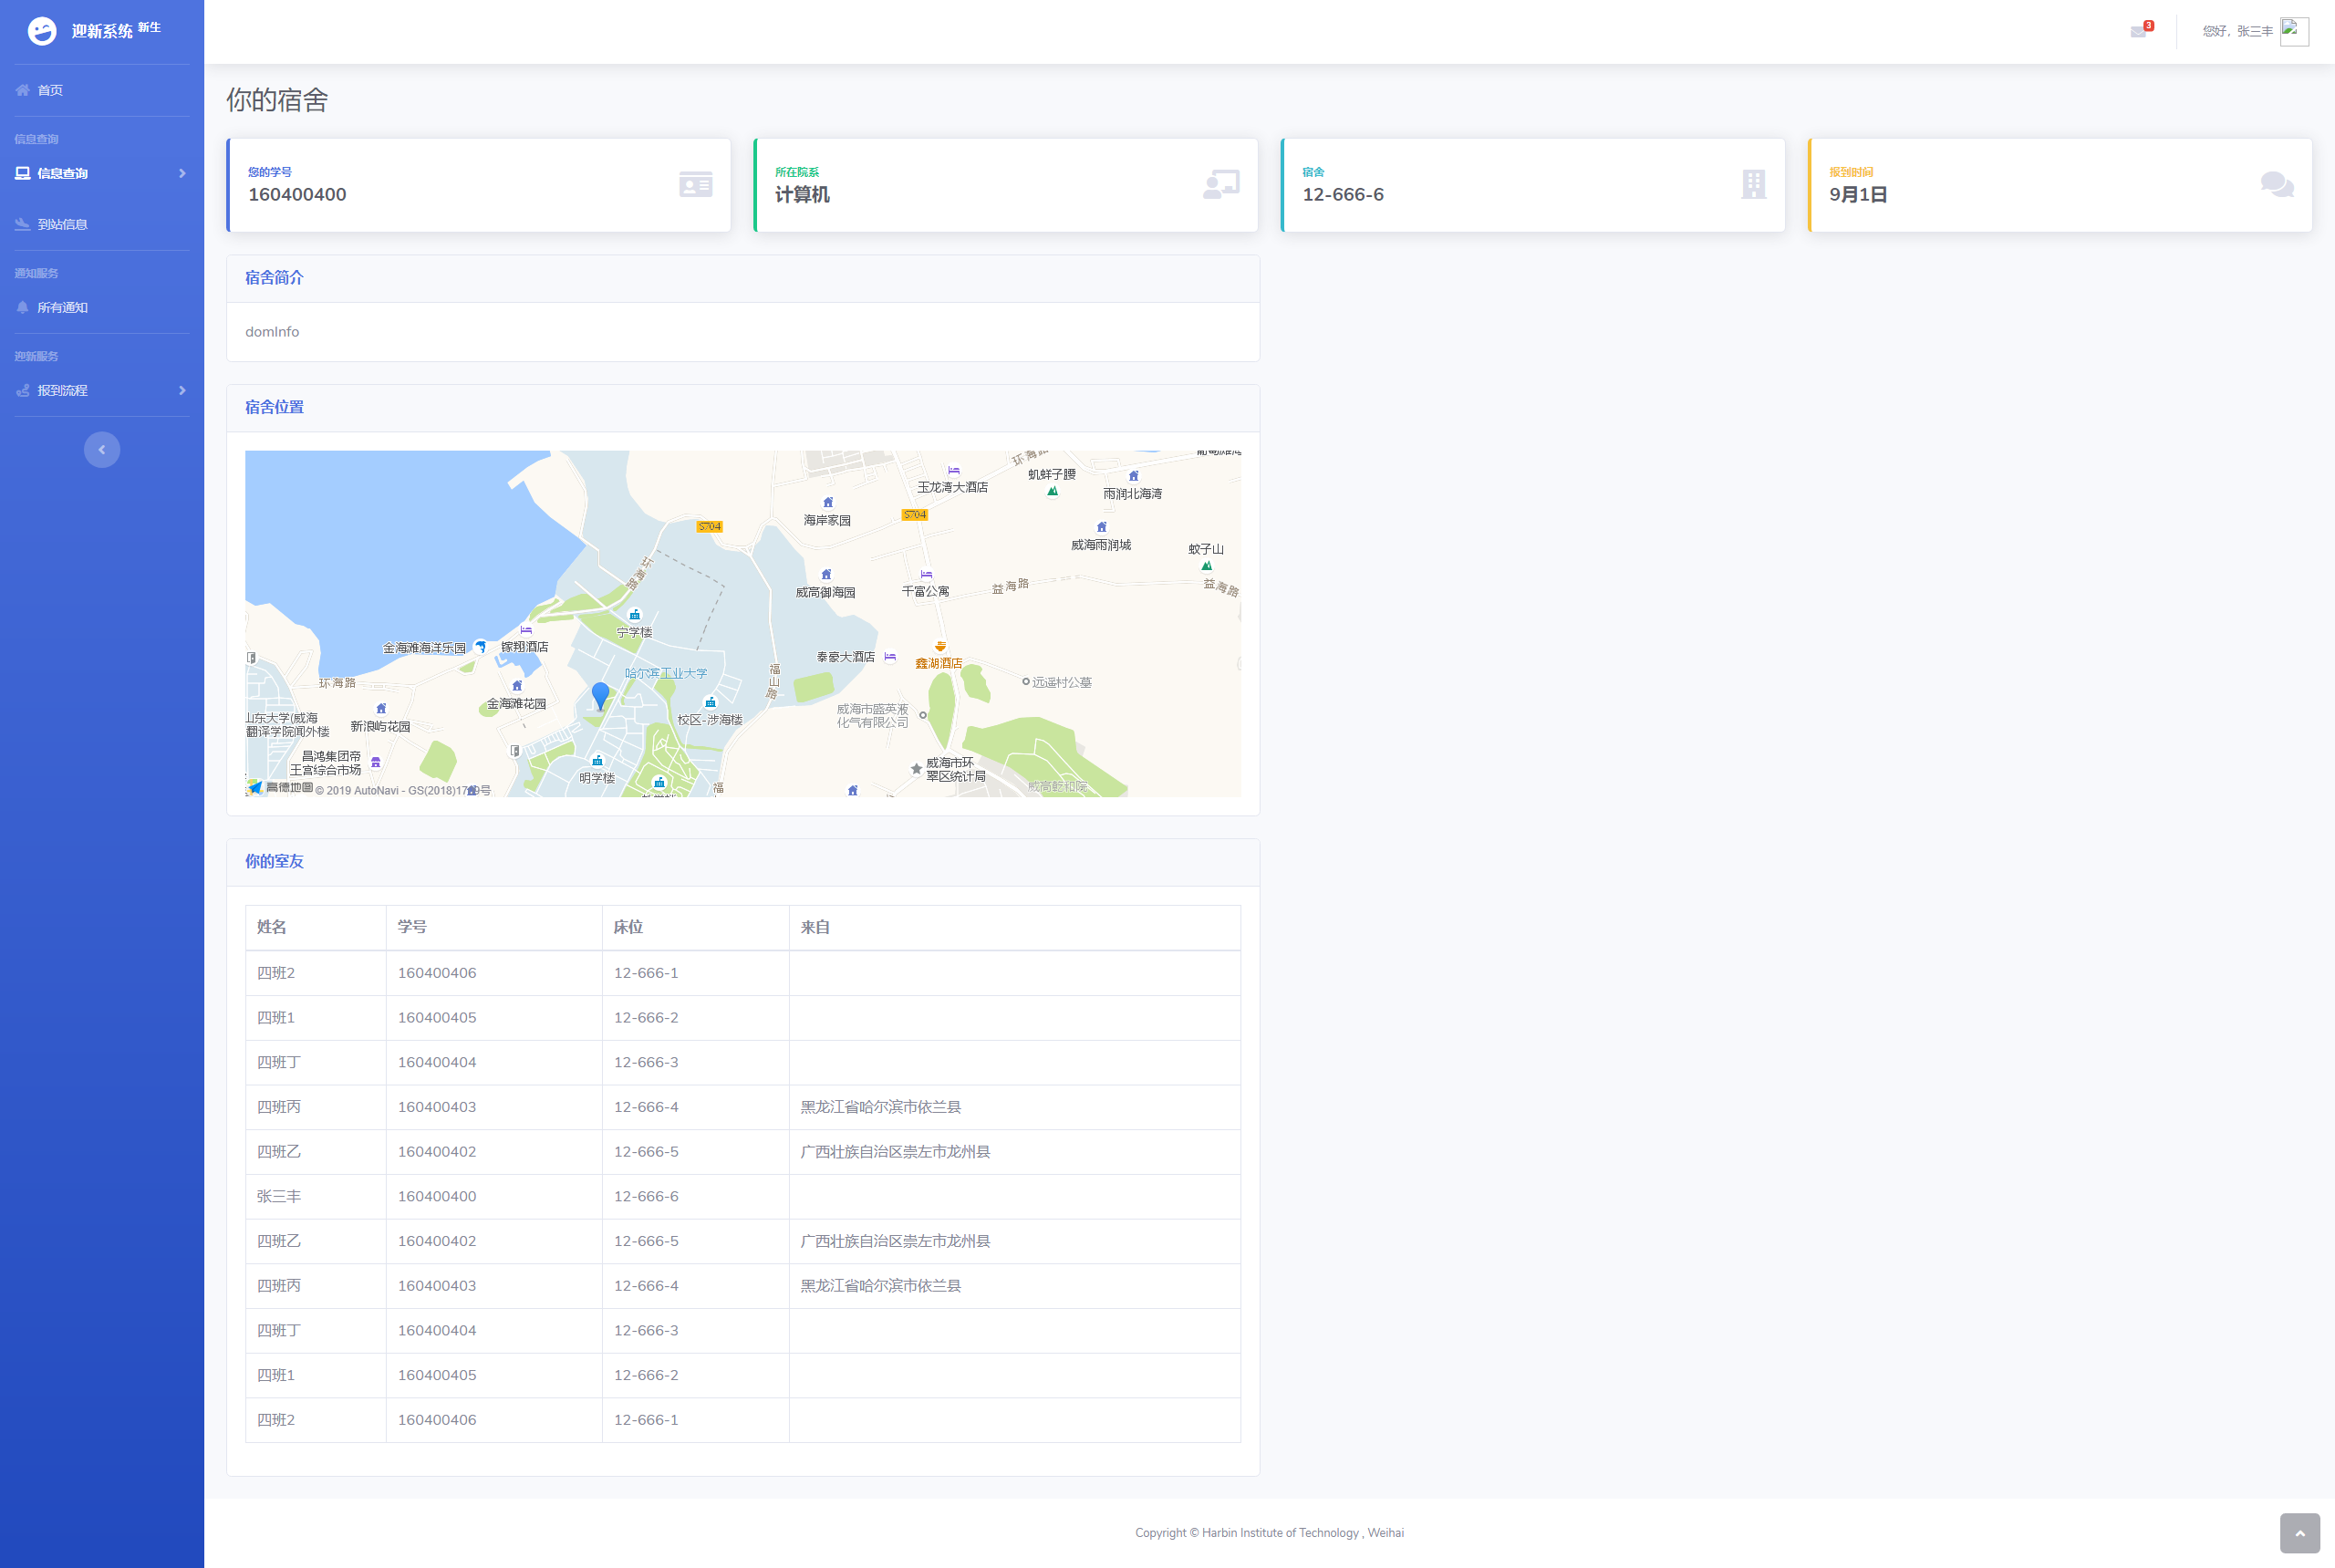 迎新系统 新生
首页
信息查询
信息查询
到站信息
通知服务
所有通知
迎新服务
报到流程
3
您好，张三丰
你的宿舍
您的学号
160400400
所在院系
计算机
宿舍
12-666-6
报到时间
9月1日
宿舍简介
domInfo
宿舍位置
环海路
玉龙湾大酒店
虮蛘子腰
雨润北海湾
S704
S704
海岸家园
威海雨润城
蚊子山
环海路
威高御海园
千富公寓
益海路
益海路
宁学楼
金海滩海洋乐园
镓翔酒店
泰豪大酒店
鑫湖酒店
哈尔滨工业大学
福山路
环海路
远遥村公墓
金海滩花园
校区-涉海楼
威海市盛英液
化气有限公司
山东大学(威海
翻译学院闻外楼
新浪屿花园
昌鸿集团帝
王宫综合市场
明学楼
威海市环
翠区统计局
福
威高乾和院
高德地图 © 2019 AutoNavi - GS(2018)1709号
你的室友
姓名 学号 床位 来自
四班2 160400406 12-666-1
四班1 160400405 12-666-2
四班丁 160400404 12-666-3
四班丙 160400403 12-666-4 黑龙江省哈尔滨市依兰县
四班乙 160400402 12-666-5 广西壮族自治区崇左市龙州县
张三丰 160400400 12-666-6
四班乙 160400402 12-666-5 广西壮族自治区崇左市龙州县
四班丙 160400403 12-666-4 黑龙江省哈尔滨市依兰县
四班丁 160400404 12-666-3
四班1 160400405 12-666-2
四班2 160400406 12-666-1
Copyright © Harbin Institute of Technology , Weihai